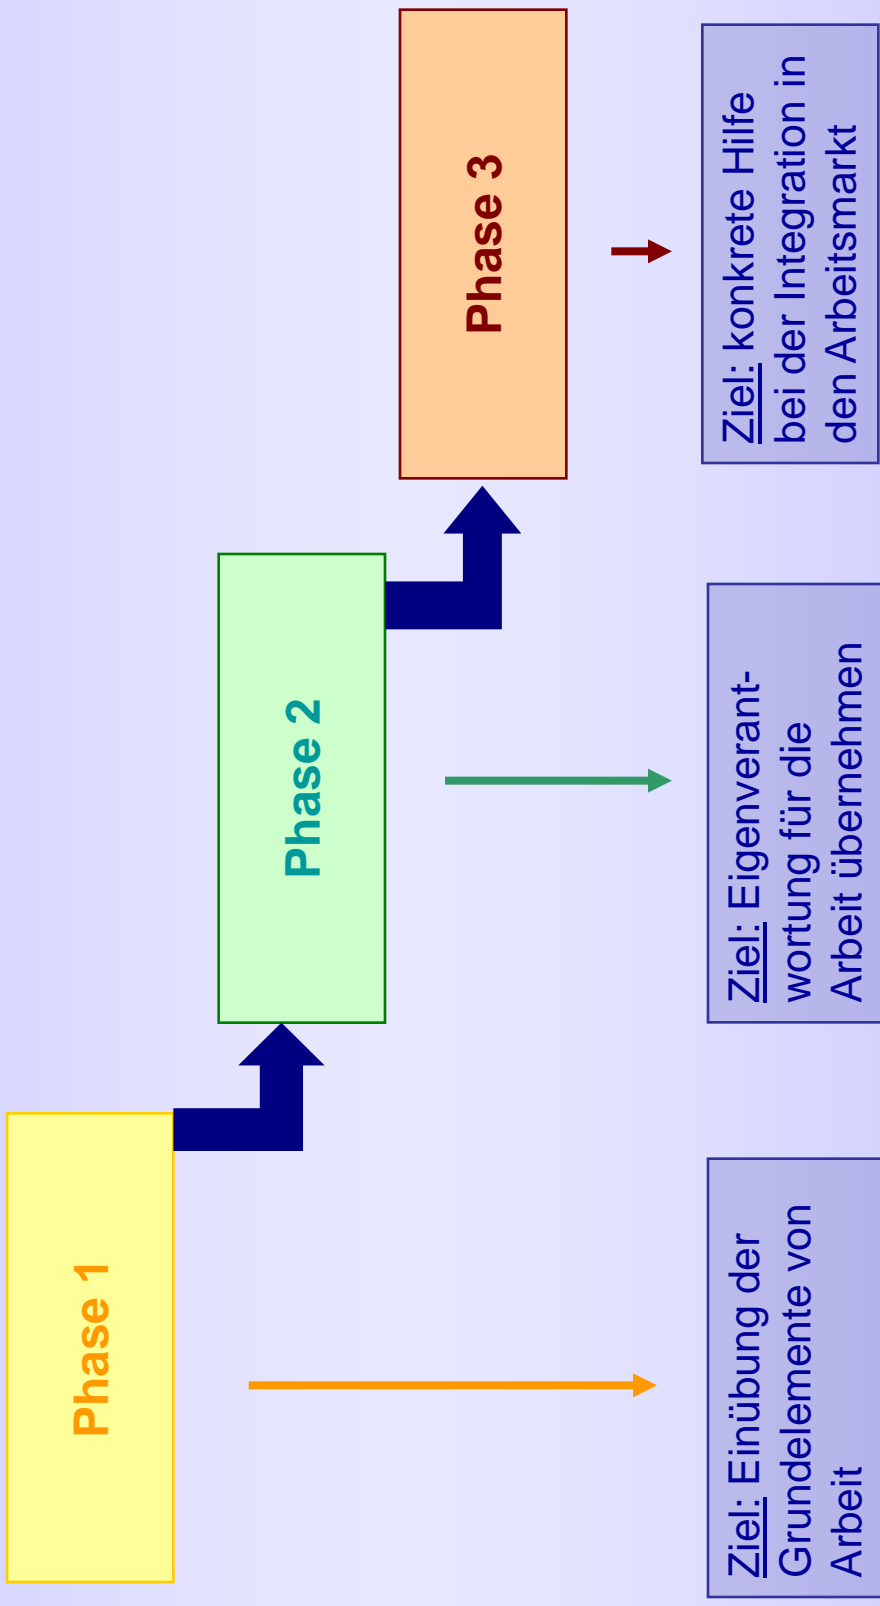 Phase 1
Phase 2
Phase 3
Ziel: Einübung der
Grundelemente von
Arbeit
Ziel: Eigenverant-
wortung für die
Arbeit übernehmen
Ziel: konkrete Hilfe
bei der Integration in
den Arbeitsmarkt